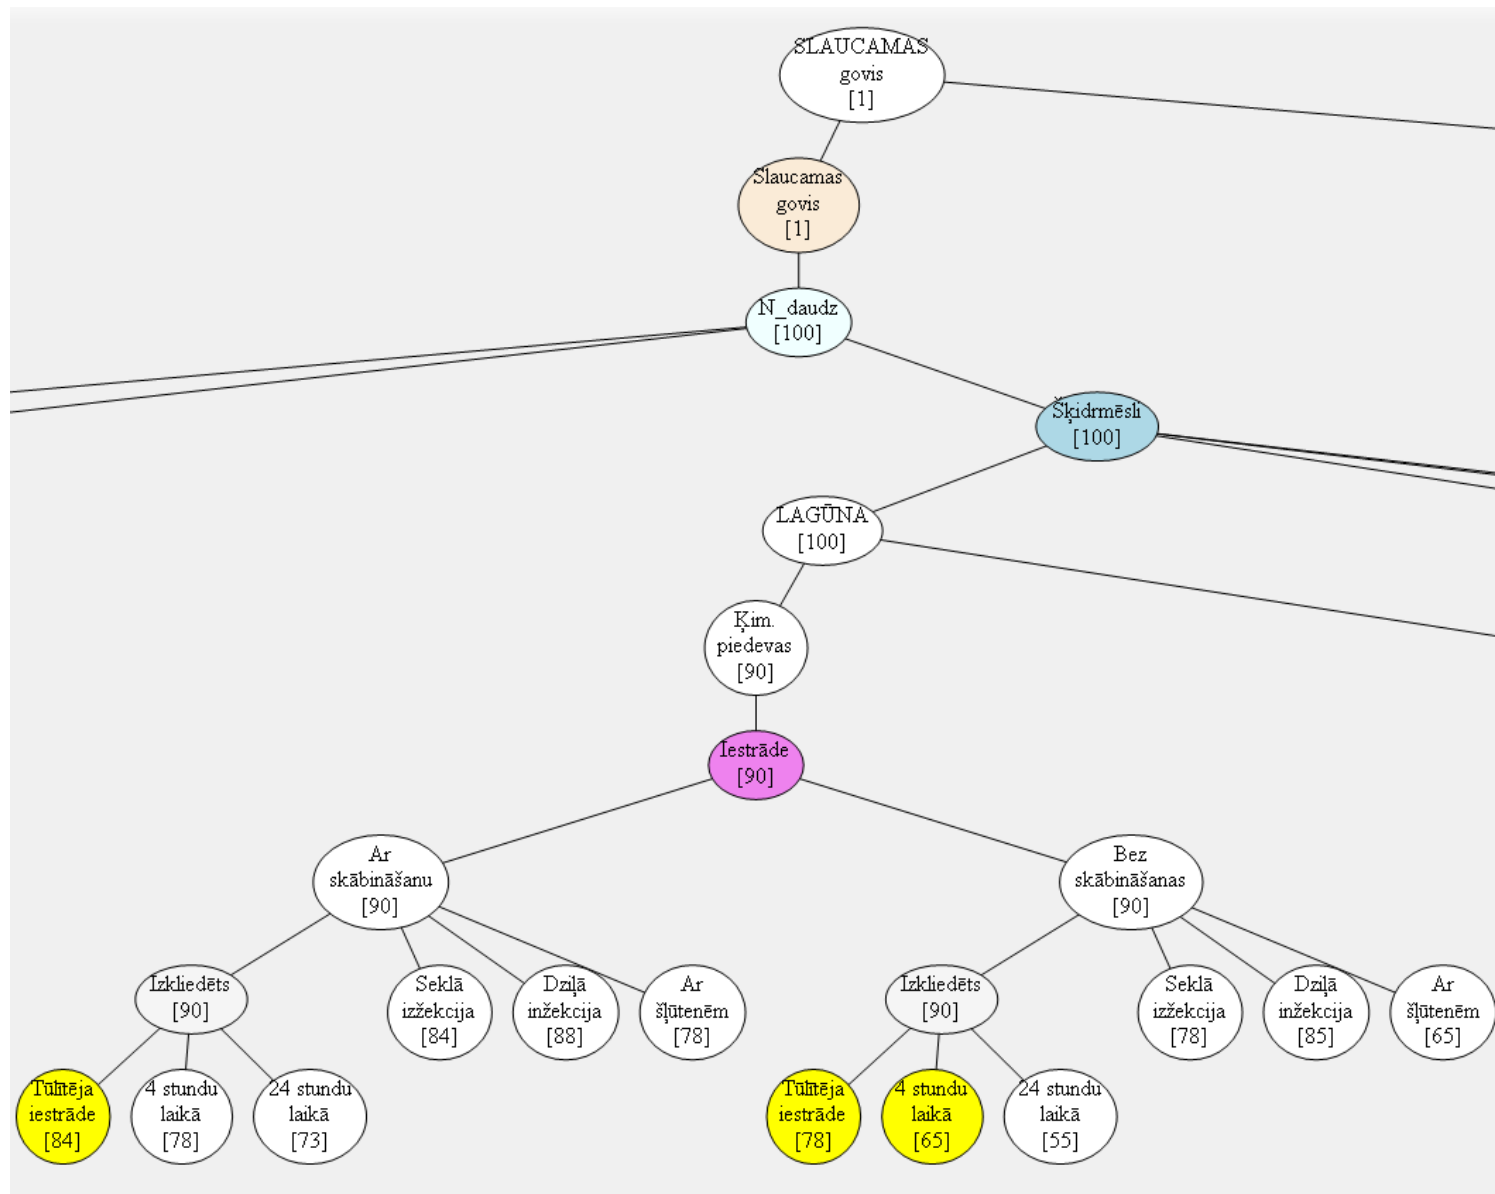 SLAUCAMAS
govis
[1]
Slaucamas
govis
[1]
N_daudz
[100]
Šķidrmēsli
[100]
LAGŪNA
[100]
Ķim.
piedevas
[90]
Iestrāde
[90]
Ar
skābināšanu
[90]
Bez
skābināšanas
[90]
Izkliedēts
[90]
Seklā
izžekcija
[84]
Dziļā
inžekcija
[88]
Ar
šļūtenēm
[78]
Izkliedēts
[90]
Seklā
izžekcija
[78]
Dziļā
inžekcija
[85]
Ar
šļūtenēm
[65]
Tūlītēja
iestrāde
[84]
4 stundu
laikā
[78]
24 stundu
laikā
[73]
Tūlītēja
iestrāde
[78]
4 stundu
laikā
[65]
24 stundu
laikā
[55]